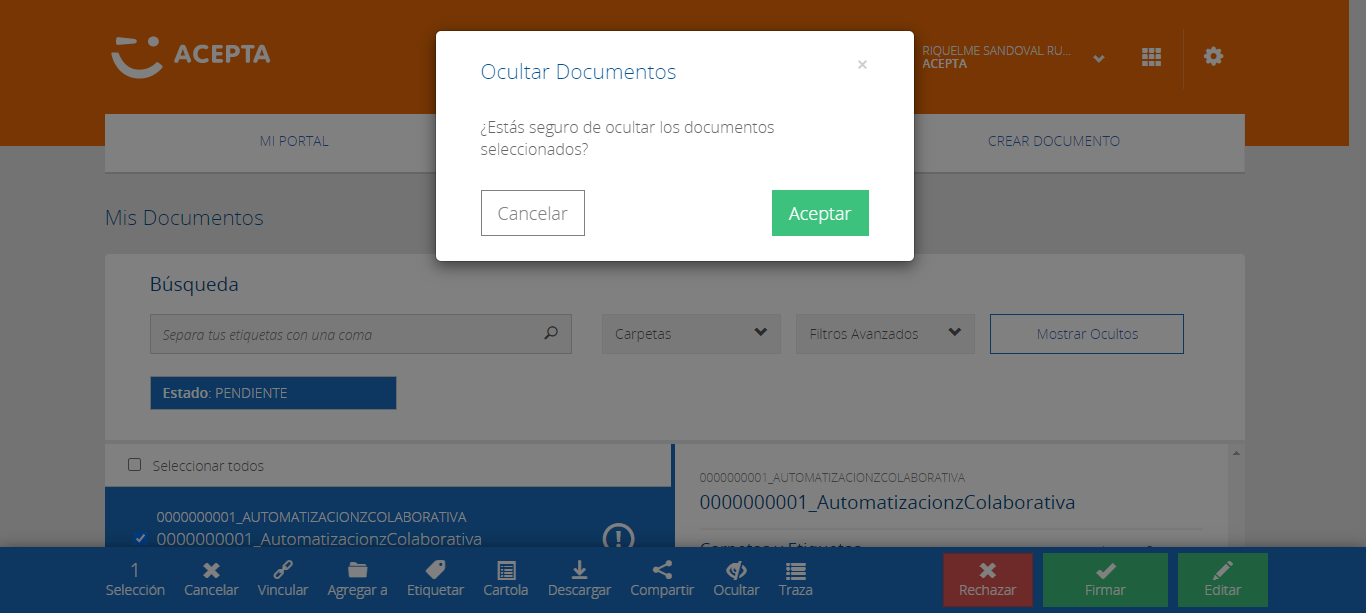 ACEPTA
RIQUELME SANDOVAL RU...
ACEPTA
Ocultar Documentos
×
¿Estás seguro de ocultar los documentos
seleccionados?
Cancelar
Aceptar
MI PORTAL
CREAR DOCUMENTO
Mis Documentos
Búsqueda
Separa tus etiquetas con una coma
Carpetas
Filtros Avanzados
Mostrar Ocultos
Estado: PENDIENTE
Seleccionar todos
0000000001_AUTOMATIZACIONZCOLABORATIVA
0000000001_AutomatizacionzColaborativa
0000000001_AUTOMATIZACIONZCOLABORATIVA
0000000001_AutomatizacionzColaborativa
Carpetas y Etiquetas
1
Selección
Cancelar
Vincular
Agregar a
Etiquetar
Cartola
Descargar
Compartir
Ocultar
Traza
Rechazar
Firmar
Editar